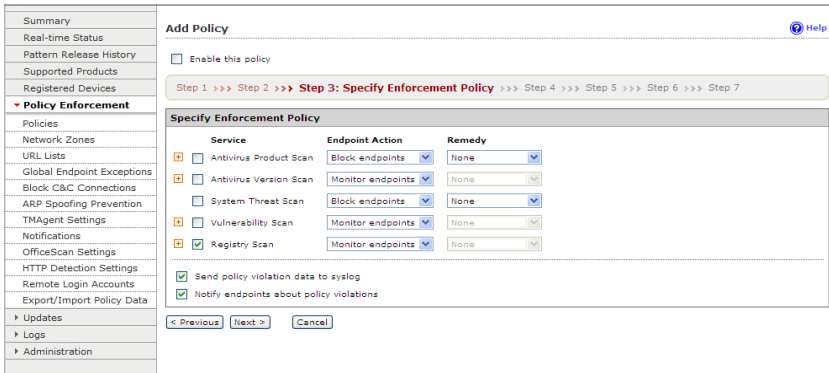 Summary
Real-time Status
Pattern Release History
Supported Products
Registered Devices
Policy Enforcement
Policies
Network Zones
URL Lists
Global Endpoint Exceptions
Block C&C Connections
ARP Spoofing Prevention
TMAgent Settings
Notifications
OfficeScan Settings
HTTP Detection Settings
Remote Login Accounts
Export/Import Policy Data
Updates
Logs
Administration
Add Policy
Help
Enable this policy
Step 1 >>> Step 2 >>> Step 3: Specify Enforcement Policy >>> Step 4 >>> Step 5 >>> Step 6 >>> Step 7
Specify Enforcement Policy
Service Endpoint Action Remedy
Antivirus Product Scan Block endpoints None
Antivirus Version Scan Monitor endpoints None
System Threat Scan Block endpoints None
Vulnerability Scan Monitor endpoints None
Registry Scan Monitor endpoints None
Send policy violation data to syslog
Notify endpoints about policy violations
< Previous Next > Cancel